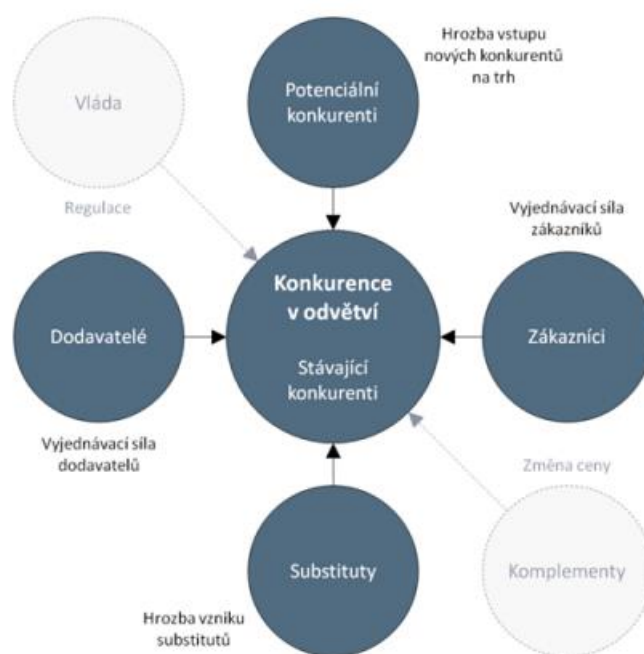 Hrozba vstupu
nových konkurentů
na trh
Potenciální
konkurenti
Vláda
Regulace
Vyjednávací síla
zákazníků
Konkurence
v odvětví
Stávající
konkurenti
Dodavatelé
Zákazníci
Vyjednávací síla
dodavatelů
Změna ceny
Substituty
Komplementy
Hrozba vzniku
substitutů